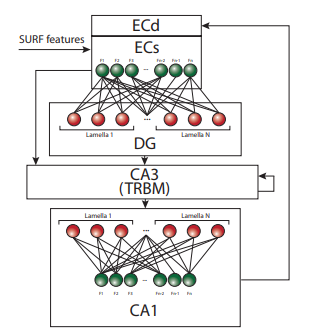 ECd
SURF features
ECs
F1 F2 F3 ... Fn-2 Fn-1 Fn
...
Lamella 1 Lamella N
DG
CA3
(TRBM)
Lamella 1 Lamella N
...
...
F1 F2 F3 Fn-2 Fn-1 Fn
CA1